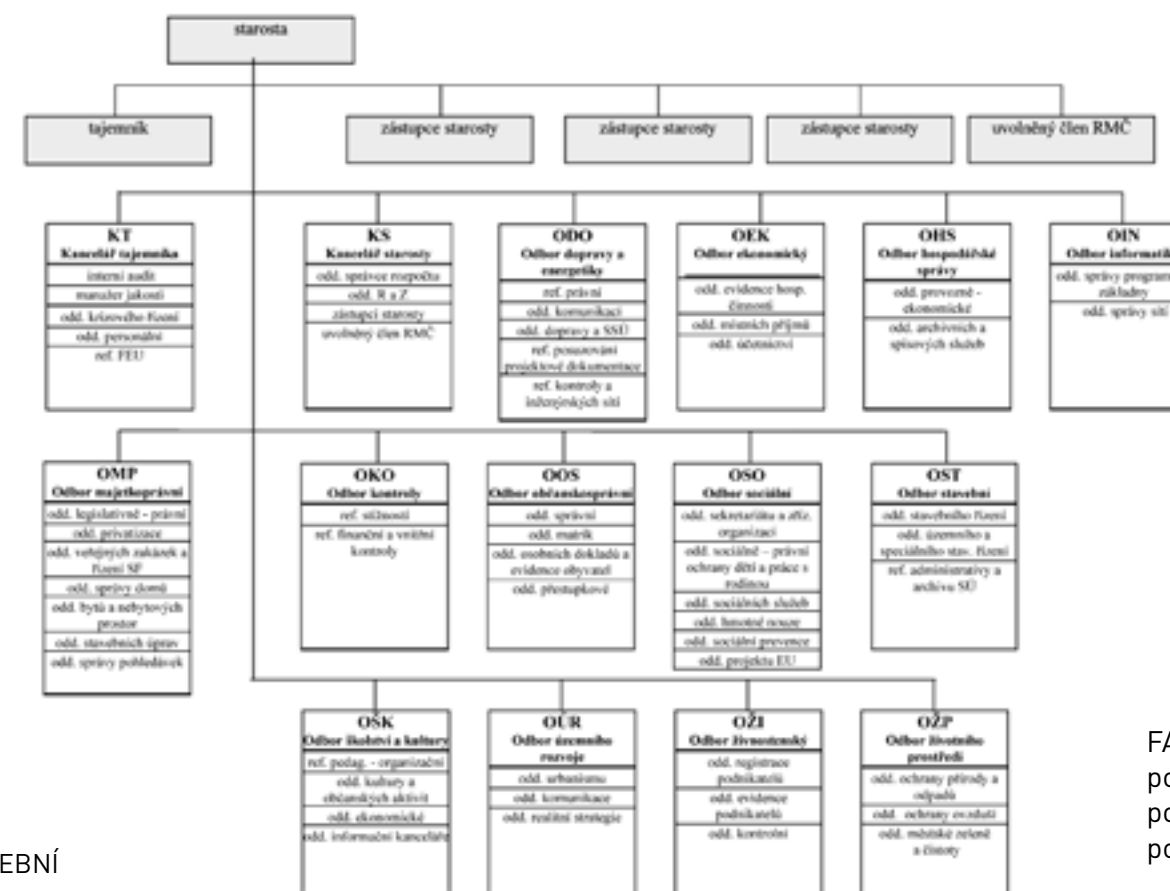 starosta
tajemník
zástupce starosty
zástupce starosty
zástupce starosty
uvolněný člen RMČ
KT
Kancelář tajemníka
interní audit
manažer jakosti
odd. krizového řízení
odd. personální
ref. FEU
KS
Kancelář starosty
odd. správce rozpočtu
odd. R a Z
zástupci starosty
uvolněný člen RMČ
ODO
Odbor dopravy a
energetiky
ref. právní
odd. komunikací
odd. dopravy a SSÚ
ref. posuzování
projektové dokumentace
ref. kontroly a
inženýrských sítí
OEK
Odbor ekonomický
odd. evidence hosp.
činnosti
odd. místních příjmů
odd. účetnictví
OHS
Odbor hospodářské
správy
odd. provozně -
ekonomické
odd. archivních a
spisových služeb
OIN
Odbor informatik
odd. správy program
základny
odd. správy sítí
OMP
Odbor majetkoprávní
odd. legislativně - právní
odd. privatizace
odd. veřejných zakázek a
řízení SF
odd. správy domů
odd. bytů a nebytových
prostor
odd. stavebních úprav
odd. správy pohledávek
OKO
Odbor kontroly
ref. stížností
ref. finanční a vnitřní
kontroly
OOS
Odbor občanskosprávní
odd. správní
odd. matrik
odd. osobních dokladů a
evidence obyvatel
odd. přestupkové
OSO
Odbor sociální
odd. sekretariátu a zříz.
organizací
odd. sociálně – právní
ochrany dětí a práce s
rodinou
odd. sociálních služeb
odd. hmotné nouze
odd. sociální prevence
odd. projektu EU
OST
Odbor stavební
odd. stavebního řízení
odd. územního a
speciálního stav. řízení
ref. administrativy a
archivu SÚ
OŠK
Odbor školství a kultury
ref. pedag. - organizační
odd. kultury a
občanských aktivit
odd. ekonomické
odd. informační kanceláře
OÚR
Odbor územního
rozvoje
odd. urbanismu
odd. komunikace
odd. realitní strategie
OŽI
Odbor živnostenský
odd. registrace
podnikatelů
odd. evidence
podnikatelů
odd. kontrolní
OŽP
Odbor životního
prostředí
odd. ochrany přírody a
odpadů
odd. ochrany ovzduší
odd. městské zeleně
a čistoty
EBNÍ
FA
po
po
po